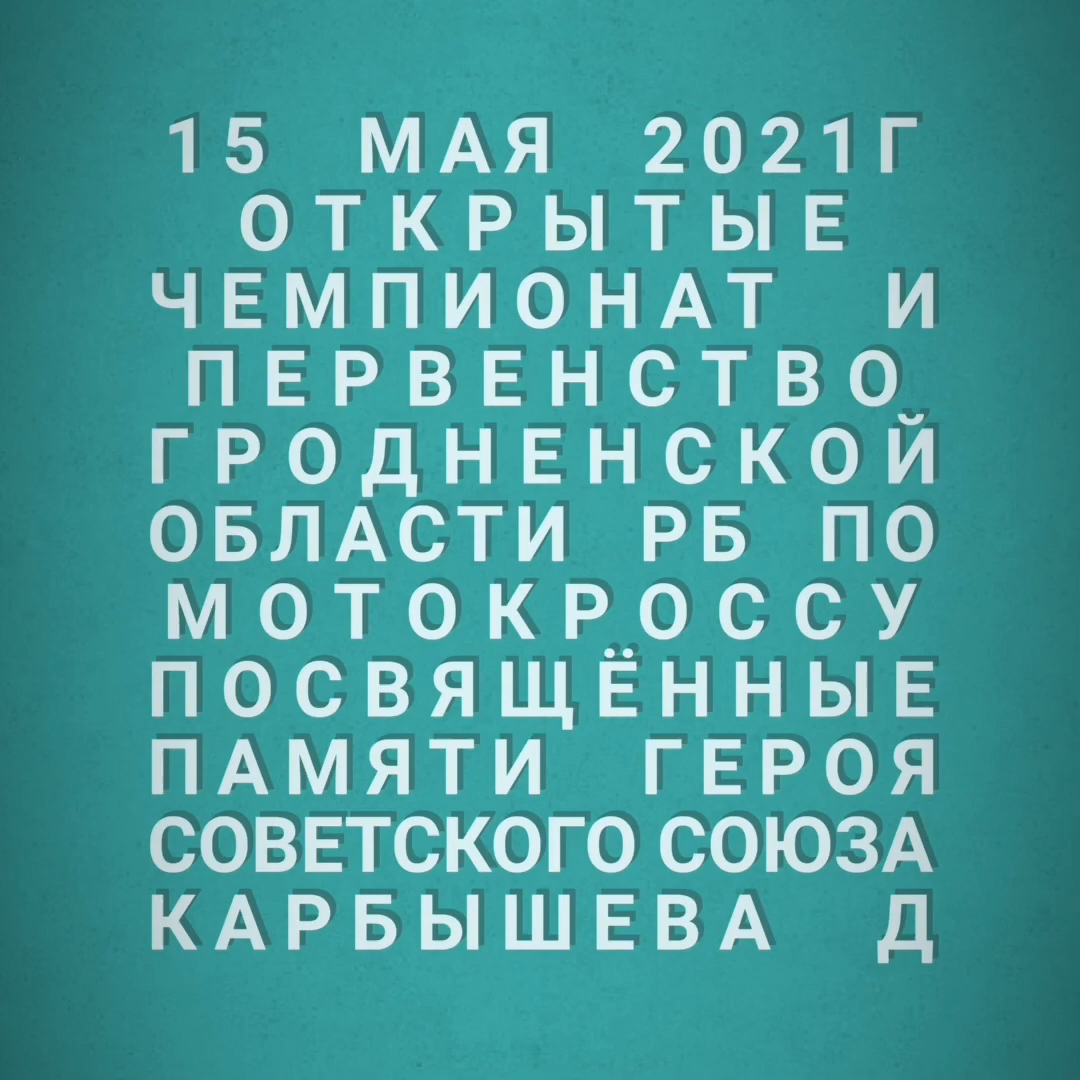 15 МАЯ 2021Г
ОТКРЫТЫЕ
ЧЕМПИОНАТ И
ПЕРВЕНСТВО
ГРОДНЕНСКОЙ
ОБЛАСТИ РБ ПО
МОТОКРОССУ
ПОСВЯЩЁННЫЕ
ПАМЯТИ ГЕРОЯ
СОВЕТСКОГО СОЮЗА
КАРБЫШЕВА Д